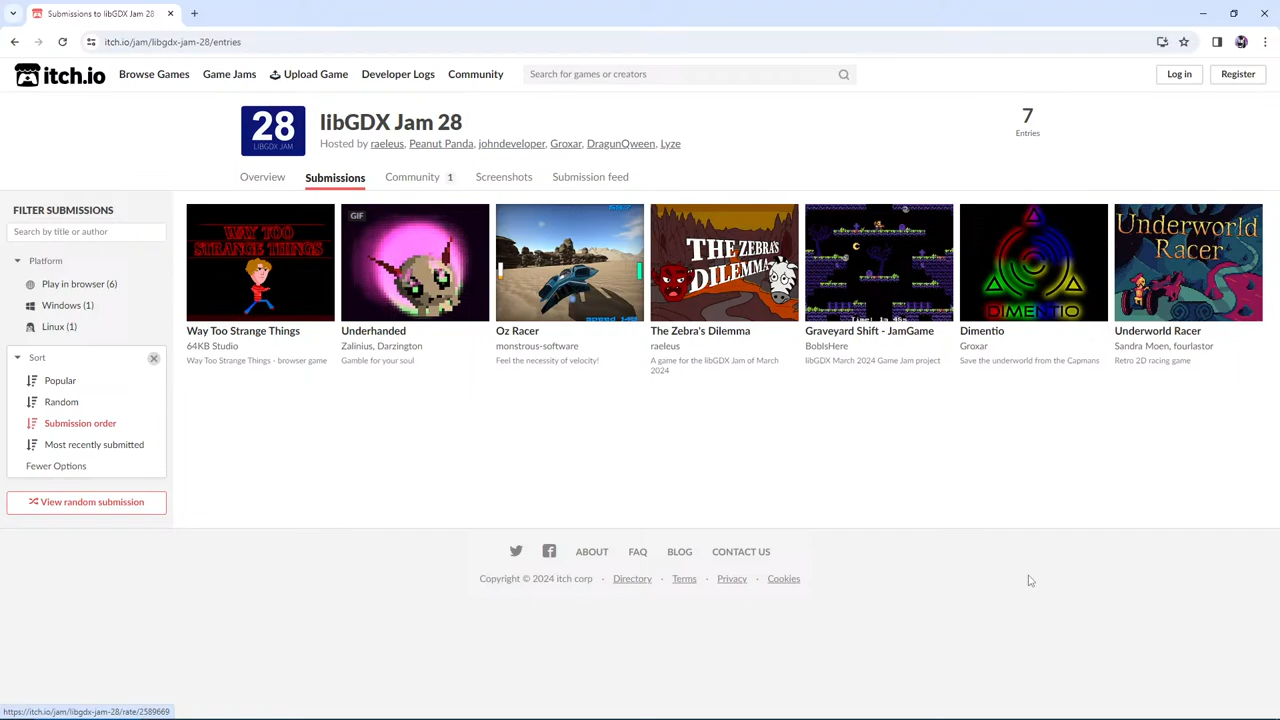 Submissions to libGDX Jam 28
itch.io/jam/libgdx-jam-28/entries
itch.io
Browse Games
Game Jams
Upload Game
Developer Logs
Community
Search for games or creators
Log in
Register
28
LIBGDX JAM
libGDX Jam 28
Hosted by raeleus, Peanut Panda, johndeveloper, Groxar, DragunQween, Lyze
7
Entries
Overview
Submissions
Community 1
Screenshots
Submission feed
FILTER SUBMISSIONS
Search by title or author
Platform
Play in browser (6)
Windows (1)
Linux (1)
Sort
Popular
Random
Submission order
Most recently submitted
Fewer Options
View random submission
WAY TOO
STRANGE THINGS
Way Too Strange Things
64KB Studio
Way Too Strange Things - browser game
GIF
Underhanded
Zalinius, Darzington
Gamble for your soul
Oz Racer
monstrous-software
Feel the necessity of velocity!
THE ZEBRA'S
DILEMMA
The Zebra's Dilemma
raeleus
A game for the libGDX Jam of March
2024
Graveyard Shift - JamGame
BobIsHere
libGDX March 2024 Game Jam project
DIMENTIO
Dimentio
Groxar
Save the underworld from the Capmans
Underworld
Racer
Underworld Racer
Sandra Moen, fourlastor
Retro 2D racing game
ABOUT
FAQ
BLOG
CONTACT US
Copyright © 2024 itch corp · Directory · Terms · Privacy · Cookies
https://itch.io/jam/libgdx-jam-28/rate/2589669